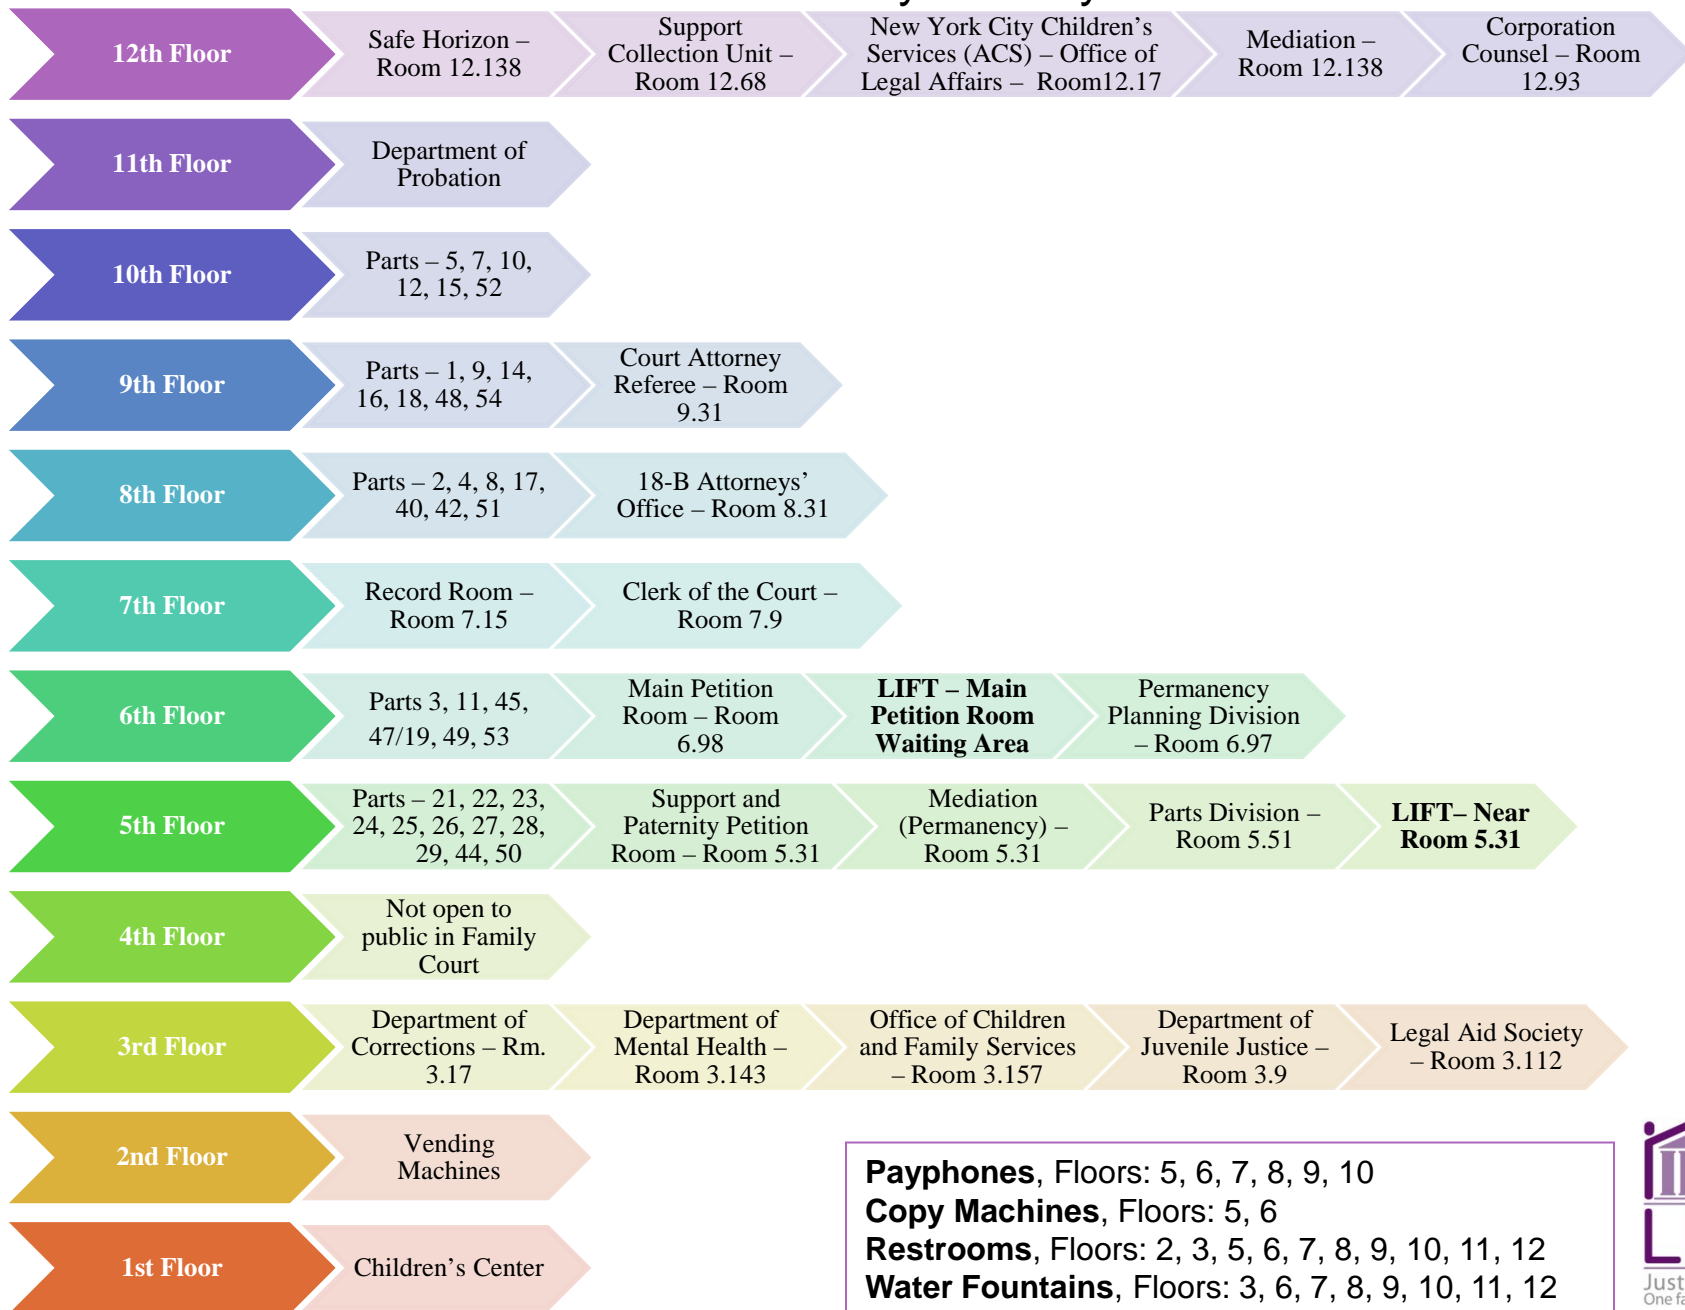 12th Floor
Safe Horizon –
Room 12.138
Support
Collection Unit –
Room 12.68
New York City Children’s
Services (ACS) – Office of
Legal Affairs –  Room12.17
Mediation –
Room 12.138
Corporation
Counsel – Room
12.93
11th Floor
Department of
Probation
10th Floor
Parts – 5, 7, 10,
12, 15, 52
9th Floor
Parts – 1, 9, 14,
16, 18, 48, 54
Court Attorney
Referee – Room
9.31
8th Floor
Parts – 2, 4, 8, 17,
40, 42, 51
18-B Attorneys’
Office – Room 8.31
7th Floor
Record Room –
Room 7.15
Clerk of the Court –
Room 7.9
6th Floor
Parts 3, 11, 45,
47/19, 49, 53
Main Petition
Room – Room
6.98
LIFT – Main
Petition Room
Waiting Area
Permanency
Planning Division
– Room 6.97
5th Floor
Parts – 21, 22, 23,
24, 25, 26, 27, 28,
29, 44, 50
Support and
Paternity Petition
Room – Room 5.31
Mediation
(Permanency) –
Room 5.31
Parts Division –
Room 5.51
LIFT– Near
Room 5.31
4th Floor
Not open to
public in Family
Court
3rd Floor
Department of
Corrections – Rm.
3.17
Department of
Mental Health –
Room 3.143
Office of Children
and Family Services
– Room 3.157
Department of
Juvenile Justice –
Room 3.9
Legal Aid Society
– Room 3.112
2nd Floor
Vending
Machines
1st Floor
Children’s Center
Payphones, Floors: 5, 6, 7, 8, 9, 10
Copy Machines, Floors: 5, 6
Restrooms, Floors: 2, 3, 5, 6, 7, 8, 9, 10, 11, 12
Water Fountains, Floors: 3, 6, 7, 8, 9, 10, 11, 12